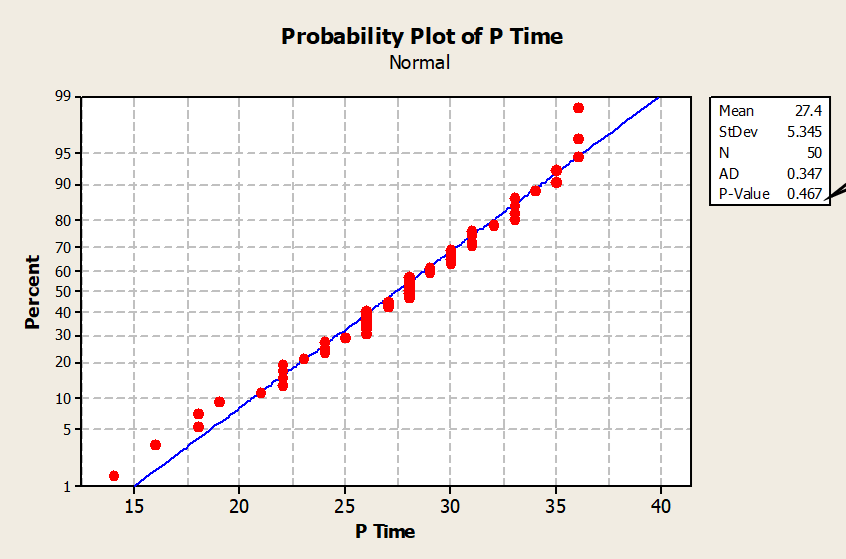 Probability Plot of P Time
Normal
Percent
99
95
90
80
70
60
50
40
30
20
10
5
1
15 20 25 30 35 40
P Time
Mean 27.4
StDev 5.345
N 50
AD 0.347
P-Value 0.467